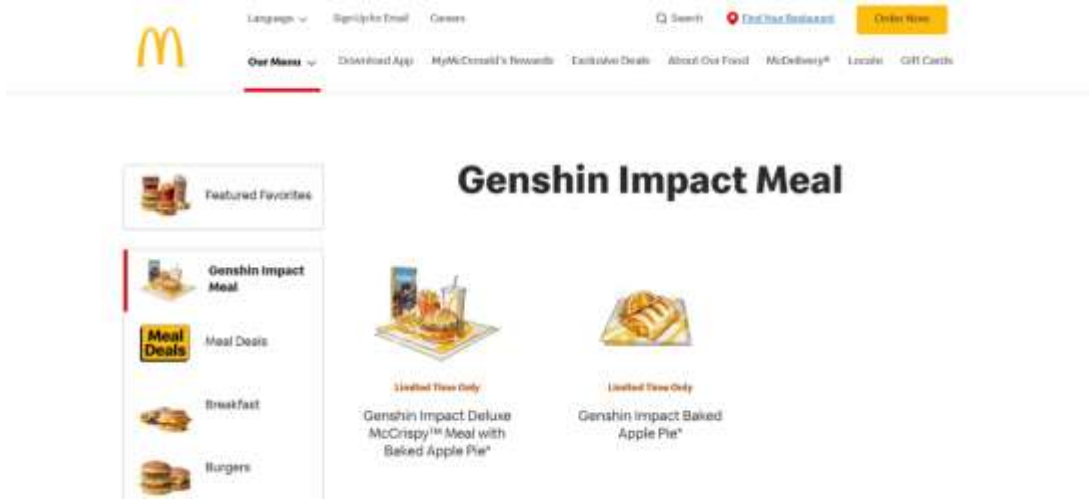 Language
Sign Up for Email
Careers
Search
Find Your Restaurant
Order Now
Our Menu
Download App
MyMcDonald's Rewards
Exclusive Deals
About Our Food
McDelivery®
Locate
Gift Cards
Genshin Impact Meal
Featured Favorites
Genshin Impact
Meal
Meal
Deals
Meal Deals
Breakfast
Burgers
Limited Time Only
Genshin Impact Deluxe
McCrispy™ Meal with
Baked Apple Pie*
Limited Time Only
Genshin Impact Baked
Apple Pie*